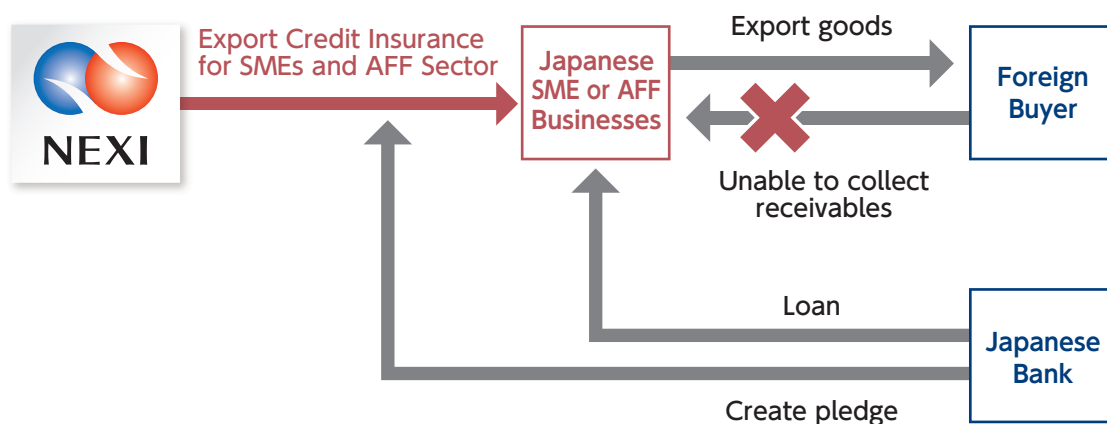 NEXI
Export Credit Insurance
for SMEs and AFF Sector
Japanese
SME or AFF
Businesses
Export goods
Foreign
Buyer
Unable to collect
receivables
Loan
Japanese
Bank
Create pledge